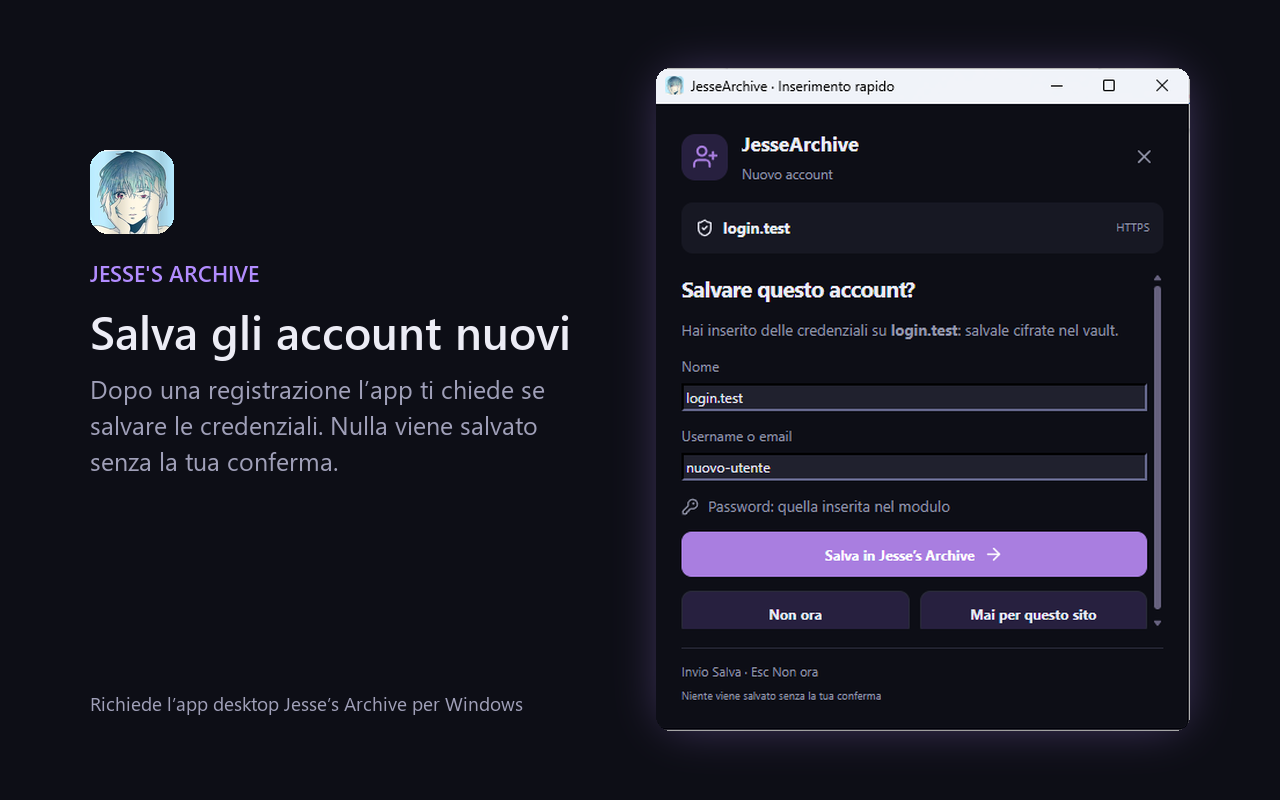 JESSE'S ARCHIVE
Salva gli account nuovi
Dopo una registrazione l’app ti chiede se
salvare le credenziali. Nulla viene salvato
senza la tua conferma.
Richiede l’app desktop Jesse’s Archive per Windows
JesseArchive · Inserimento rapido
JesseArchive
Nuovo account
login.test
HTTPS
Salvare questo account?
Hai inserito delle credenziali su login.test: salvale cifrate nel vault.
Nome
login.test
Username o email
nuovo-utente
Password: quella inserita nel modulo
Salva in Jesse’s Archive
Non ora
Mai per questo sito
Invio Salva · Esc Non ora
Niente viene salvato senza la tua conferma